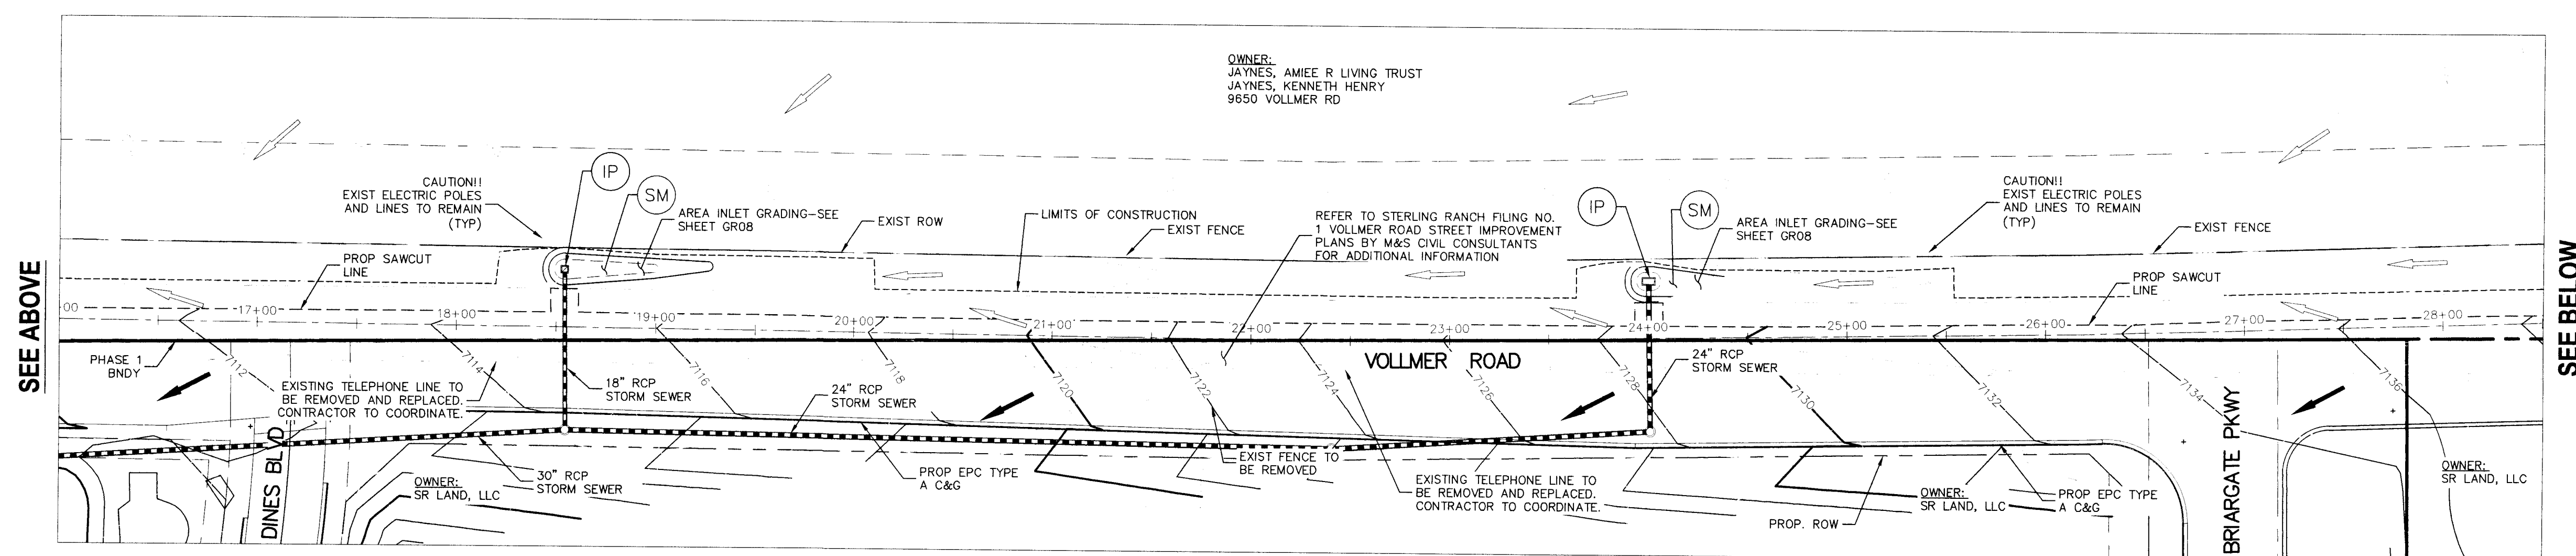 OWNER:
JAYNES, AMIEE R LIVING TRUST
JAYNES, KENNETH HENRY
9650 VOLLMER RD
CAUTION!!
EXIST ELECTRIC POLES
AND LINES TO REMAIN
(TYP)
IP
SM
AREA INLET GRADING-SEE
SHEET GR08
EXIST ROW
LIMITS OF CONSTRUCTION
EXIST FENCE
REFER TO STERLING RANCH FILING NO.
1 VOLLMER ROAD STREET IMPROVEMENT
PLANS BY M&S CIVIL CONSULTANTS
FOR ADDITIONAL INFORMATION
IP
SM
AREA INLET GRADING-SEE
SHEET GR08
CAUTION!!
EXIST ELECTRIC POLES
AND LINES TO REMAIN
(TYP)
EXIST FENCE
SEE ABOVE
PROP SAWCUT
LINE
PROP SAWCUT
LINE
SEE BELOW
00
17+00
18+00
19+00
20+00
21+00
22+00
23+00
24+00
25+00
26+00
27+00
28+00
PHASE 1
BNDY
7112
7114
7116
7118
7120
7122
7124
7126
7128
7130
7132
7134
7136
VOLLMER ROAD
EXISTING TELEPHONE LINE TO
BE REMOVED AND REPLACED.
CONTRACTOR TO COORDINATE.
18" RCP
STORM SEWER
24" RCP
STORM SEWER
24" RCP
STORM SEWER
DINES BLVD
30" RCP
STORM SEWER
OWNER:
SR LAND, LLC
PROP EPC TYPE
A C&G
EXIST FENCE TO
BE REMOVED
EXISTING TELEPHONE LINE TO
BE REMOVED AND REPLACED.
CONTRACTOR TO COORDINATE.
PROP. ROW
OWNER:
SR LAND, LLC
PROP EPC TYPE
A C&G
BRIARGATE PKWY
OWNER:
SR LAND, LLC